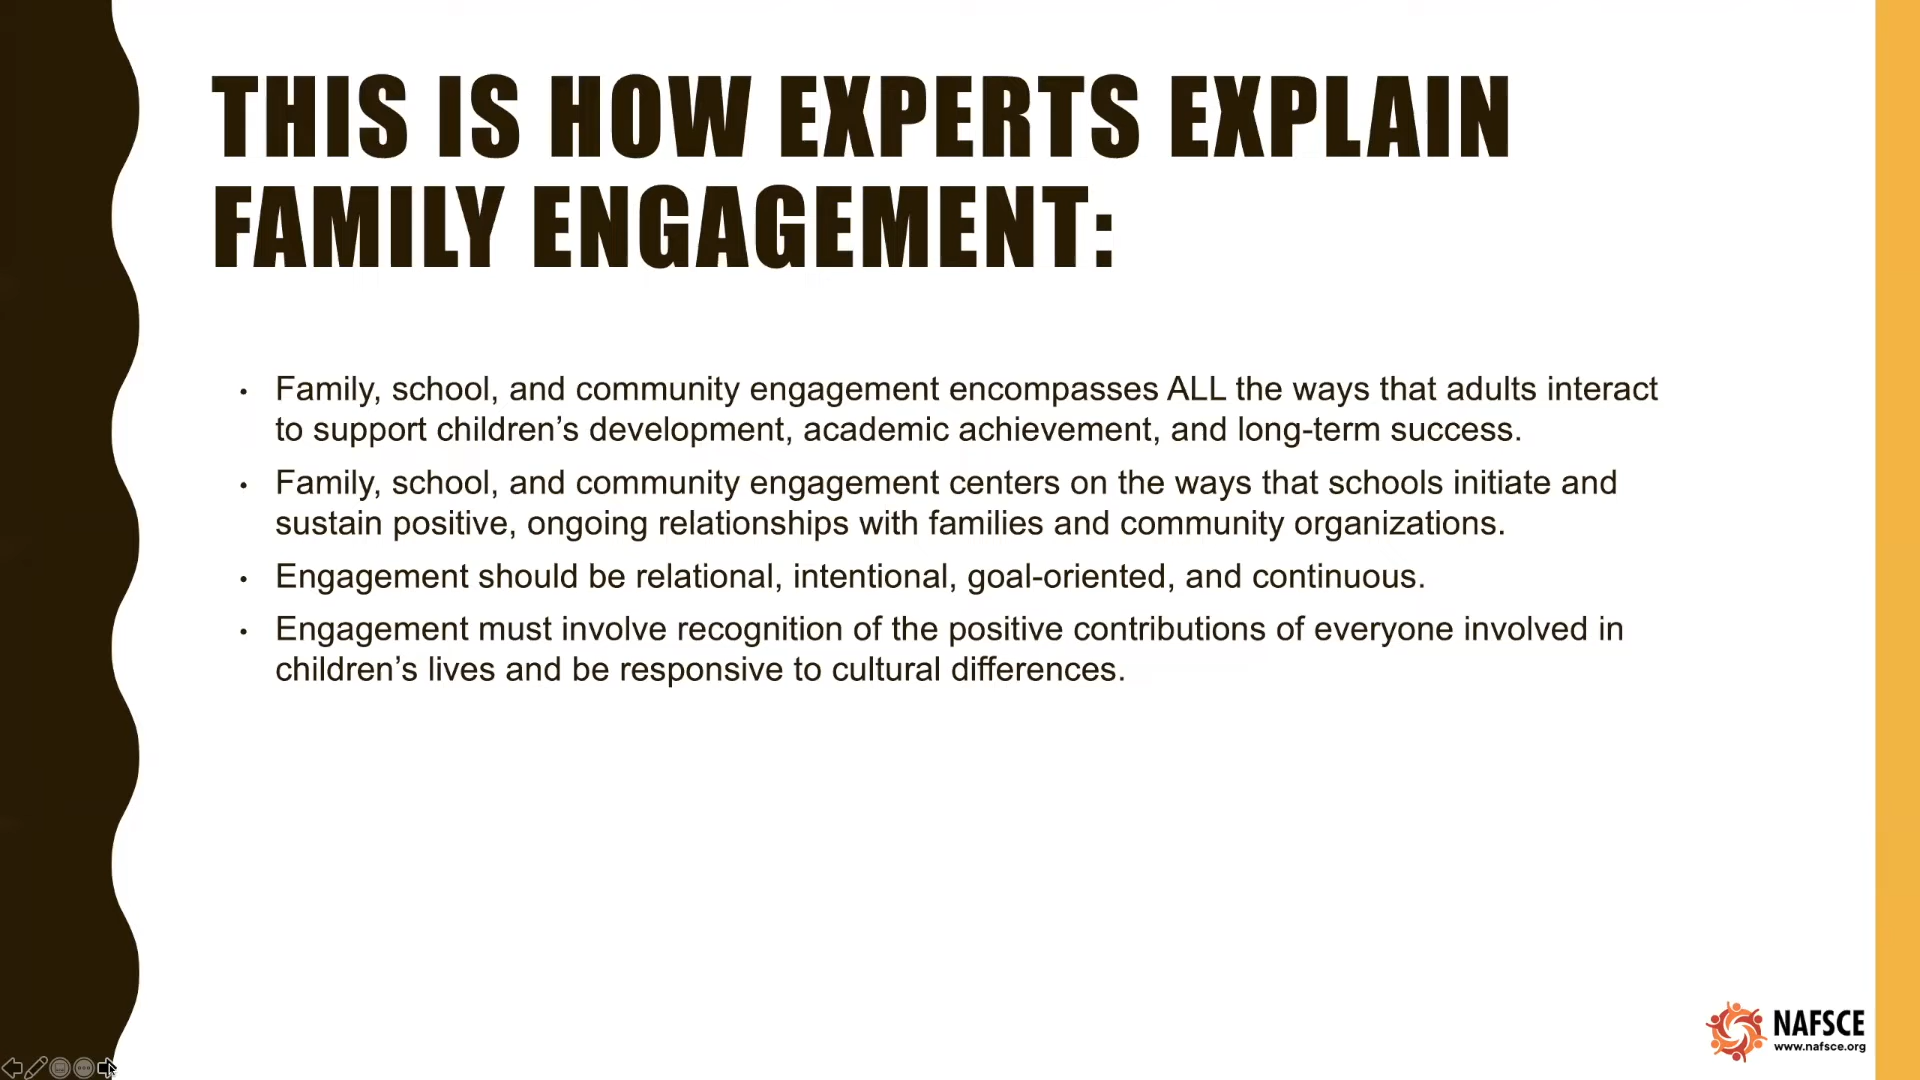 THIS IS HOW EXPERTS EXPLAIN
FAMILY ENGAGEMENT:
• Family, school, and community engagement encompasses ALL the ways that adults interact
to support children’s development, academic achievement, and long-term success.
• Family, school, and community engagement centers on the ways that schools initiate and
sustain positive, ongoing relationships with families and community organizations.
• Engagement should be relational, intentional, goal-oriented, and continuous.
• Engagement must involve recognition of the positive contributions of everyone involved in
children’s lives and be responsive to cultural differences.
NAFSCE
www.nafsce.org